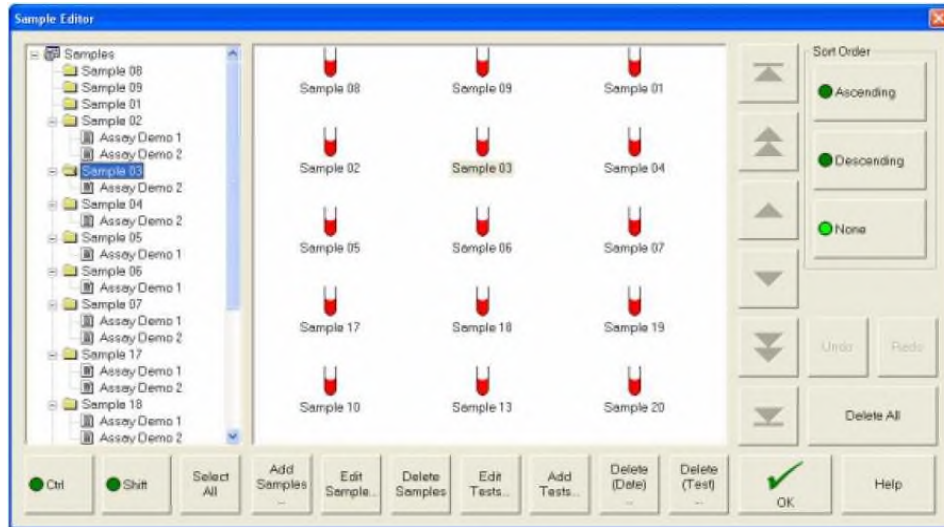 Sample Editor
Samples
Sample 08
Sample 09
Sample 01
Sample 02
Assay Demo 1
Assay Demo 2
Sample 03
Assay Demo 2
Sample 04
Assay Demo 2
Sample 05
Assay Demo 1
Sample 06
Assay Demo 1
Sample 07
Assay Demo 1
Assay Demo 2
Sample 17
Assay Demo 1
Assay Demo 2
Sample 18
Assay Demo 1
Assay Demo 2
Sample 08 Sample 09 Sample 01
Sample 02 Sample 03 Sample 04
Sample 05 Sample 06 Sample 07
Sample 17 Sample 18 Sample 19
Sample 10 Sample 13 Sample 20
Sort Order
Ascending
Descending
None
Undo Redo
Delete All
Ctrl
Shift
Select
All
Add
Samples
...
Edit
Sample...
Delete
Samples
Edit
Tests...
Add
Tests...
Delete
(Date)
...
Delete
(Test)
...
OK
Help